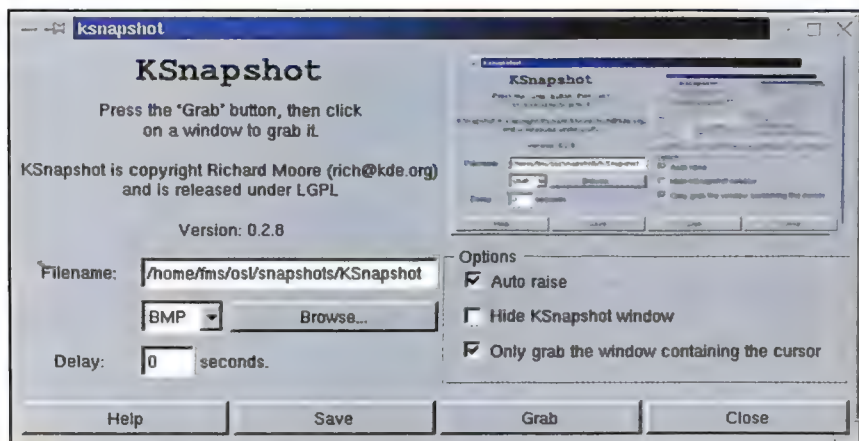 ksnapshot
KSnapshot
Press the 'Grab' button, then click
on a window to grab it.
KSnapshot is copyright Richard Moore (rich@kde.org)
and is released under LGPL
Version: 0.2.8
Filename: /home/fms/osl/snapshots/KSnapshot
BMP Browse...
Delay: 0 seconds.
KSnapshot
Options
Auto raise
Hide KSnapshot window
Only grab the window containing the cursor
Help Save Grab Close